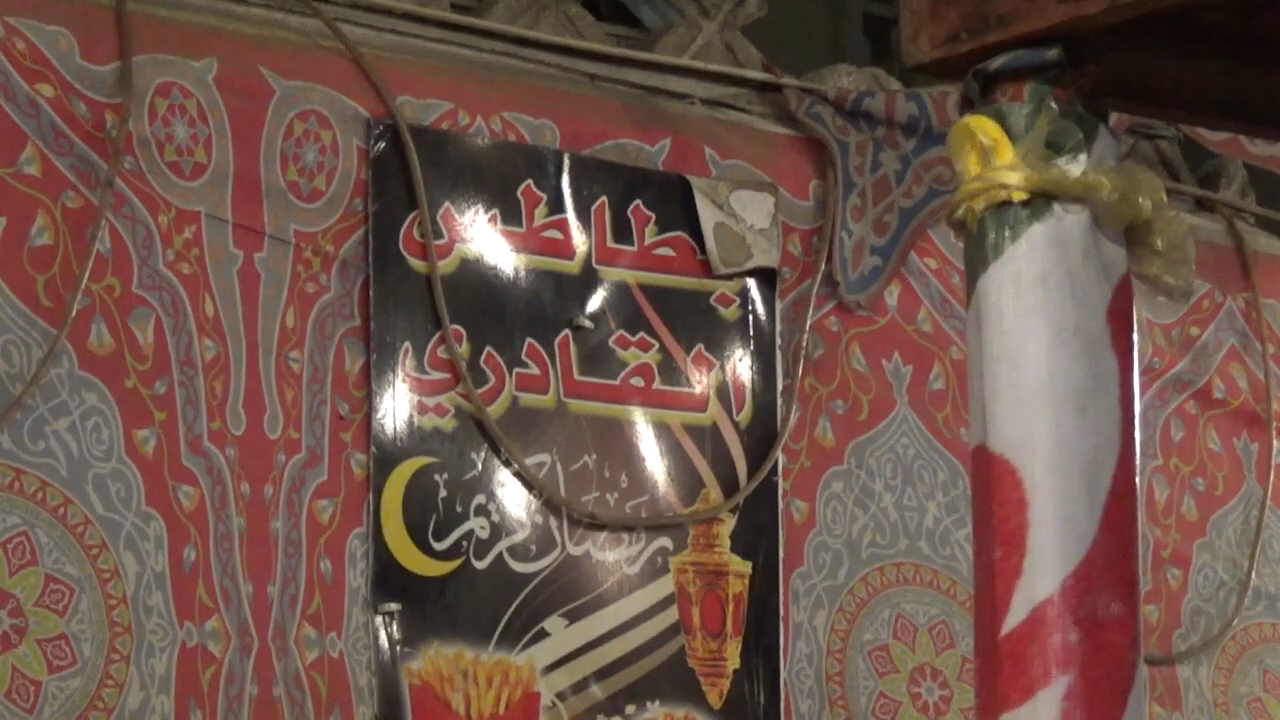 بطاطس
القادري
رمضان كريم